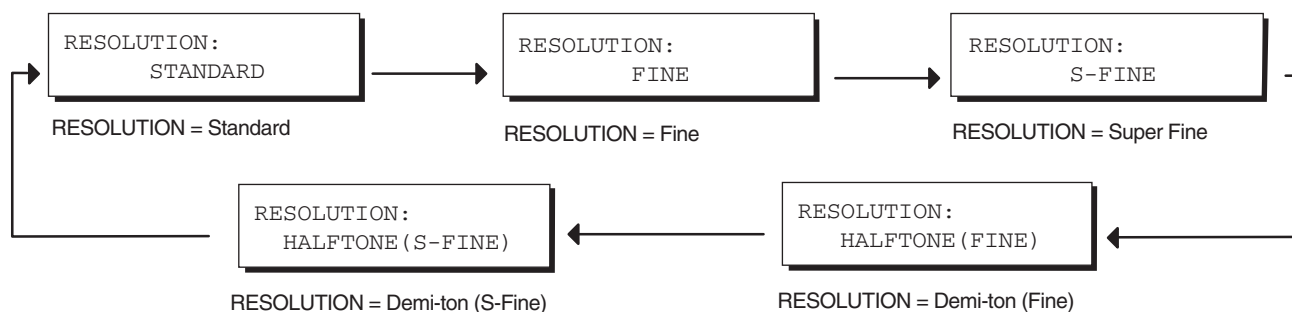 RESOLUTION:
STANDARD
RESOLUTION = Standard
RESOLUTION:
FINE
RESOLUTION = Fine
RESOLUTION:
S-FINE
RESOLUTION = Super Fine
RESOLUTION:
HALFTONE(S-FINE)
RESOLUTION = Demi-ton (S-Fine)
RESOLUTION:
HALFTONE(FINE)
RESOLUTION = Demi-ton (Fine)